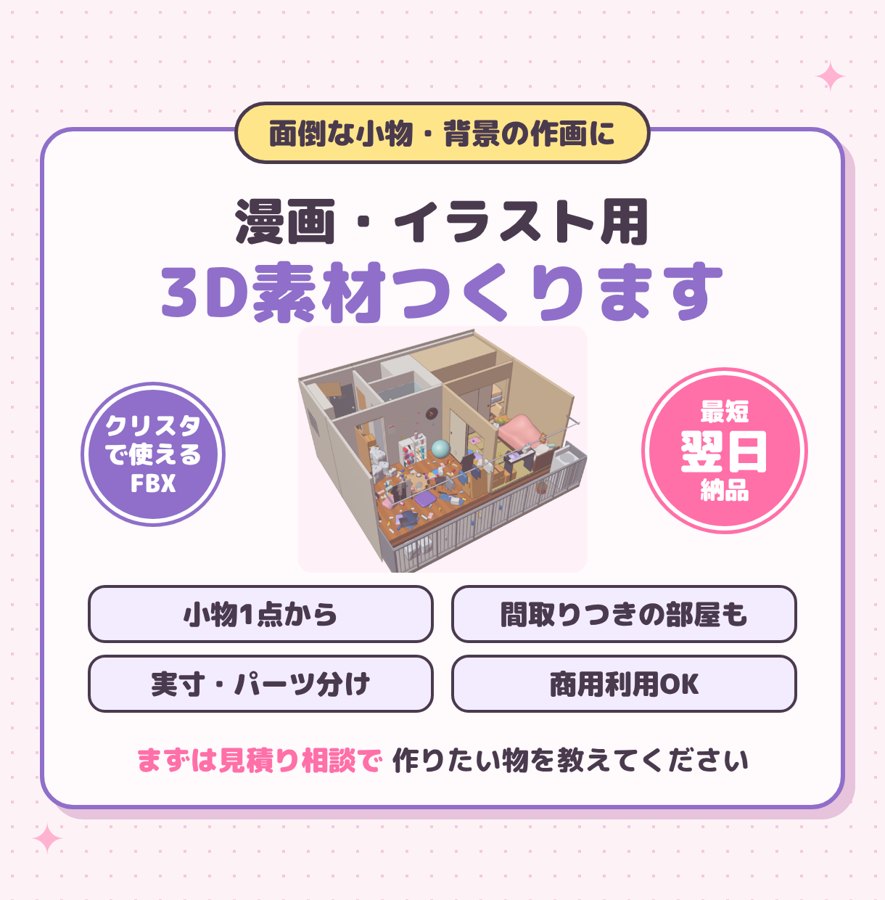 面倒な小物・背景の作画に
漫画・イラスト用
3D素材つくります
クリスタ
で使える
FBX
最短
翌日
納品
小物1点から
間取りつきの部屋も
実寸・パーツ分け
商用利用OK
まずは見積り相談で 作りたい物を教えてください